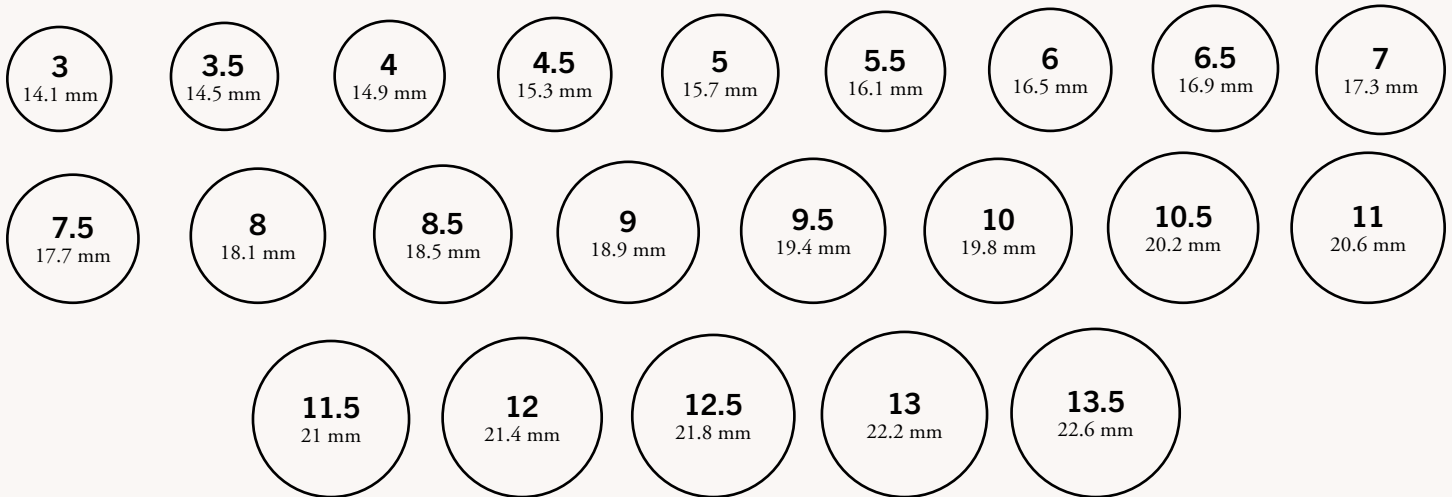 3
14.1 mm
3.5
14.5 mm
4
14.9 mm
4.5
15.3 mm
5
15.7 mm
5.5
16.1 mm
6
16.5 mm
6.5
16.9 mm
7
17.3 mm
7.5
17.7 mm
8
18.1 mm
8.5
18.5 mm
9
18.9 mm
9.5
19.4 mm
10
19.8 mm
10.5
20.2 mm
11
20.6 mm
11.5
21 mm
12
21.4 mm
12.5
21.8 mm
13
22.2 mm
13.5
22.6 mm